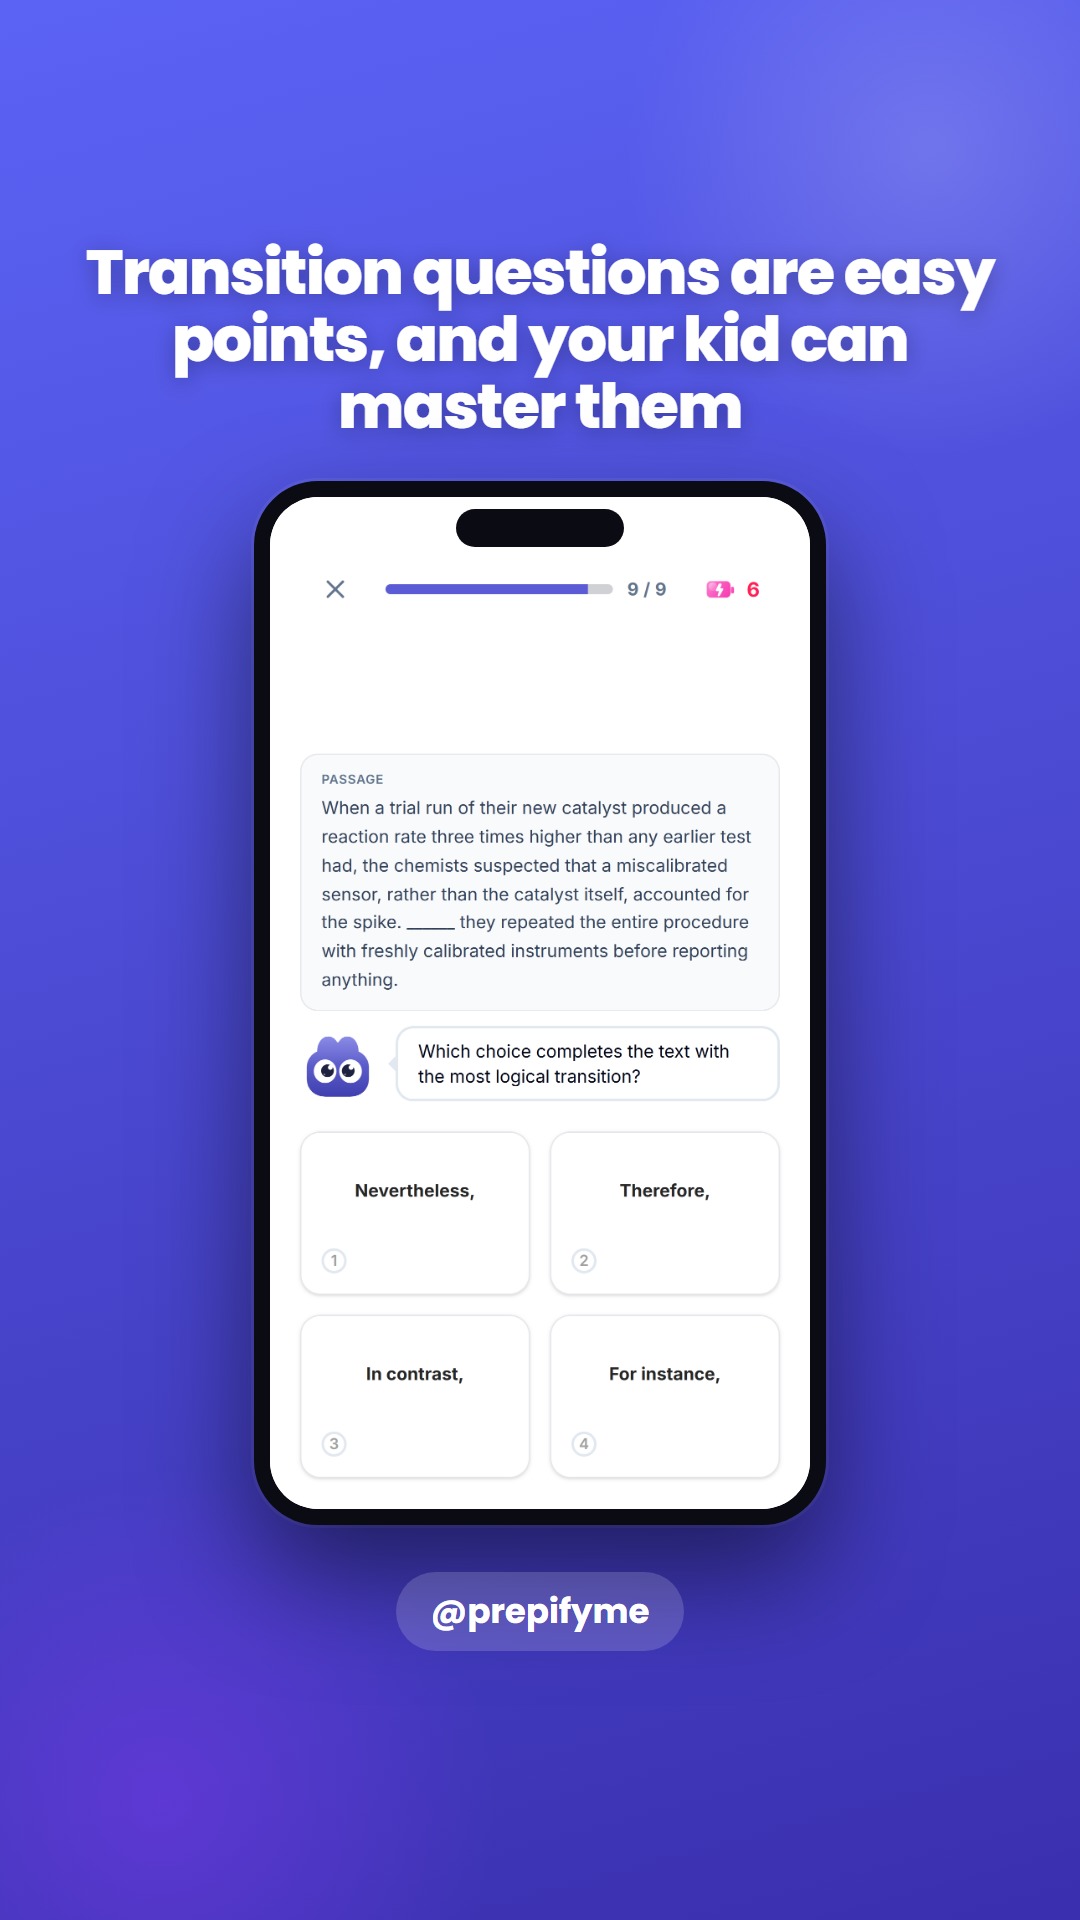 Transition questions are easy
points, and your kid can
master them
9 / 9
6
PASSAGE
When a trial run of their new catalyst produced a
reaction rate three times higher than any earlier test
had, the chemists suspected that a miscalibrated
sensor, rather than the catalyst itself, accounted for
the spike. ______ they repeated the entire procedure
with freshly calibrated instruments before reporting
anything.
Which choice completes the text with
the most logical transition?
Nevertheless,
1
Therefore,
2
In contrast,
3
For instance,
4
@prepifyme